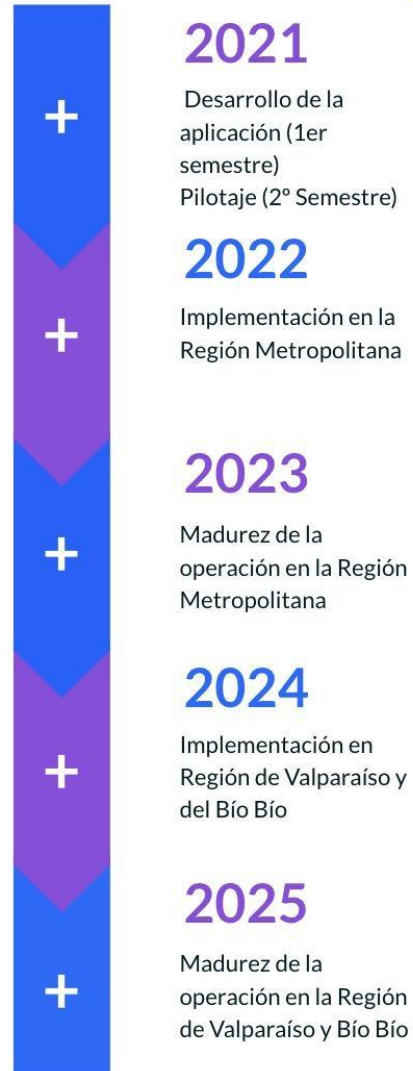 2021
Desarrollo de la
aplicación (1er
semestre)
Pilotaje (2º Semestre)
2022
Implementación en la
Región Metropolitana
2023
Madurez de la
operación en la Región
Metropolitana
2024
Implementación en
Región de Valparaíso y
del Bío Bío
2025
Madurez de la
operación en la Región
de Valparaíso y Bío Bío